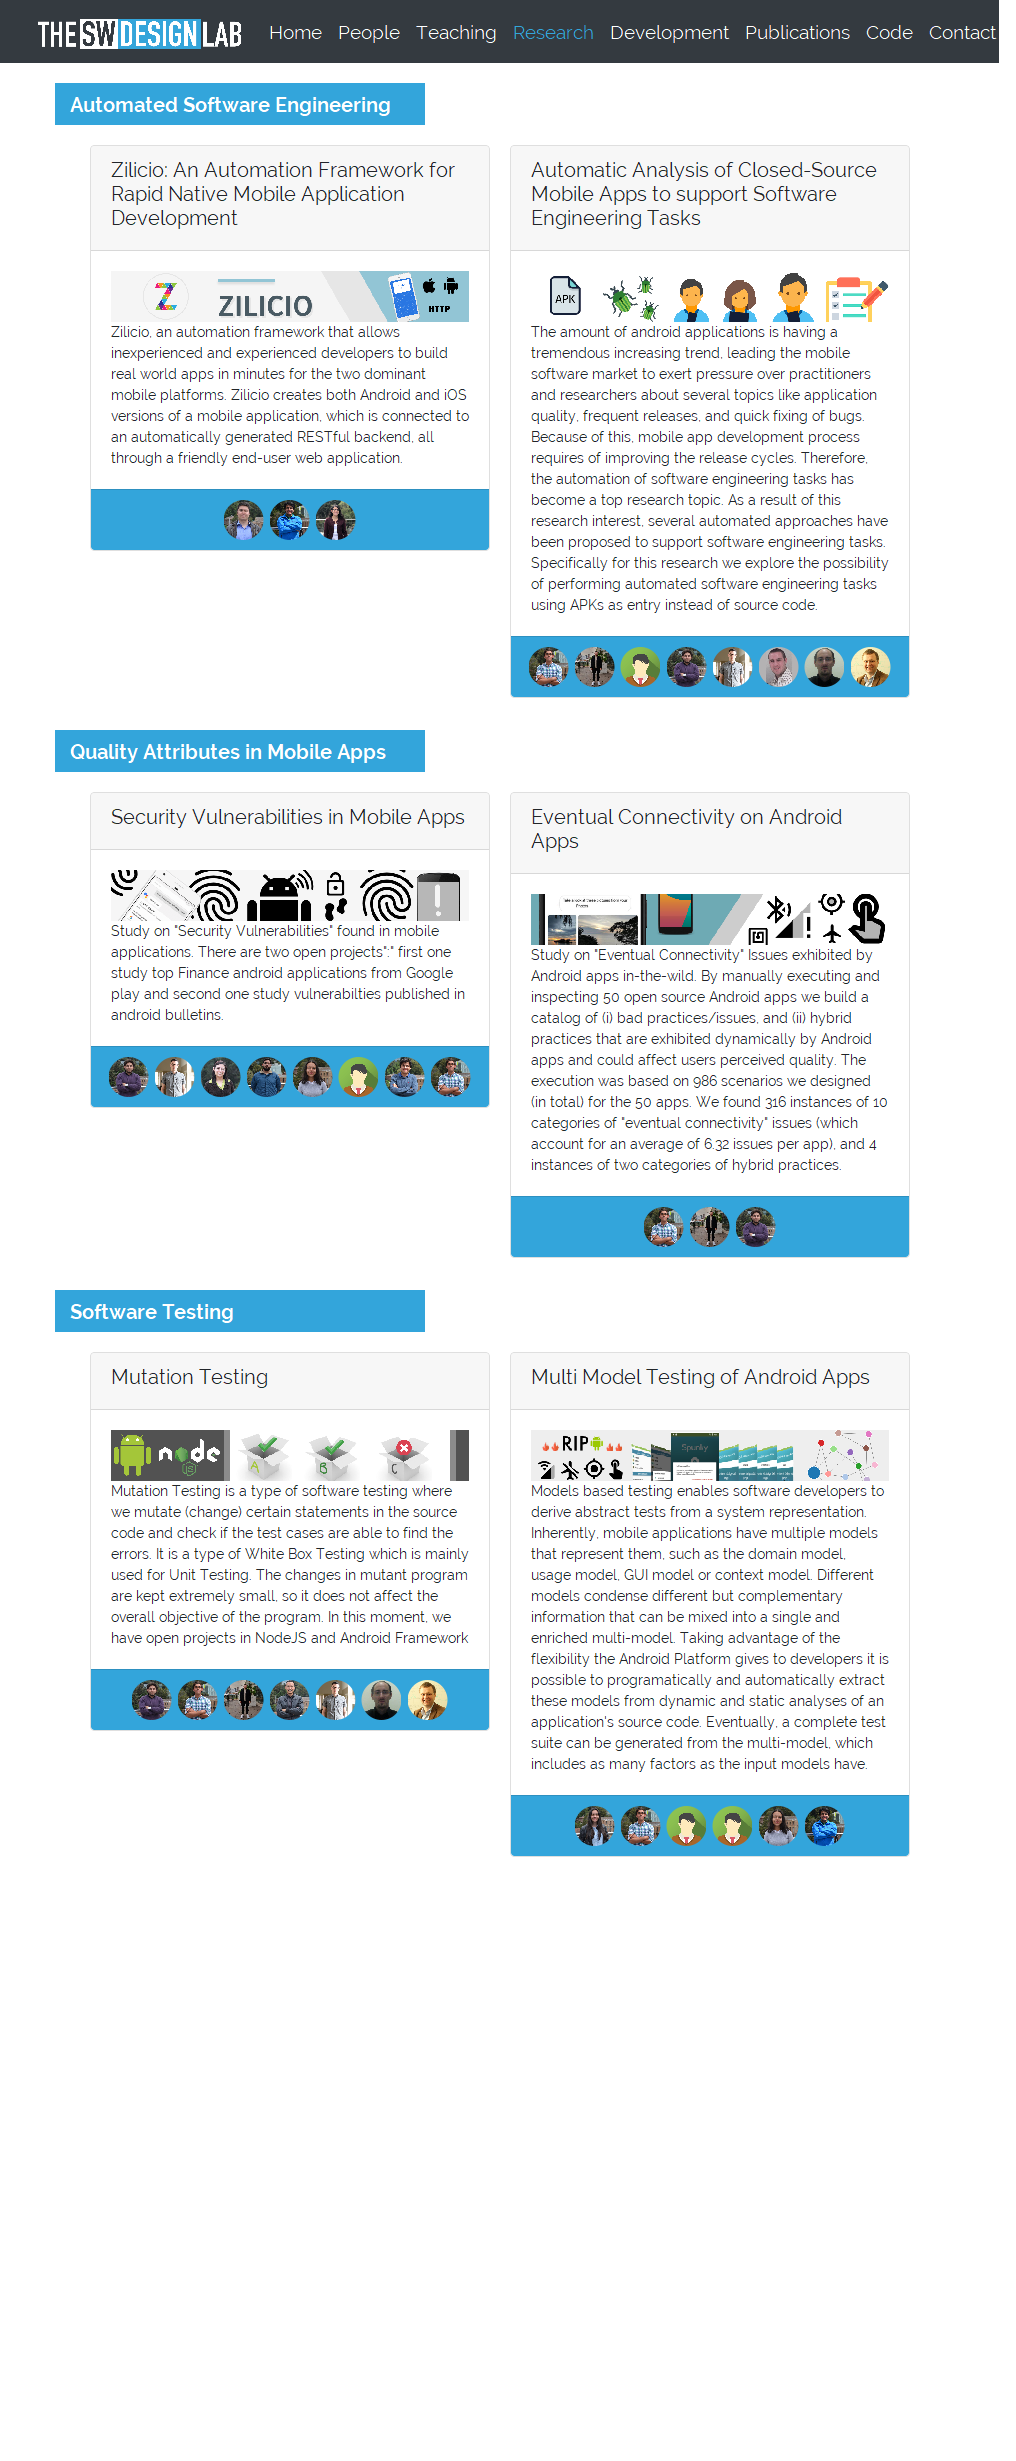 THE SW DESIGN LAB Home People Teaching Research Development Publications Code Contact
Automated Software Engineering
Zilicio: An Automation Framework for
Rapid Native Mobile Application
Development
ZILICIO
HTTP
Zilicio, an automation framework that allows
inexperienced and experienced developers to build
real world apps in minutes for the two dominant
mobile platforms. Zilicio creates both Android and iOS
versions of a mobile application, which is connected to
an automatically generated RESTful backend, all
through a friendly end-user web application.
Automatic Analysis of Closed-Source
Mobile Apps to support Software
Engineering Tasks
APK
The amount of android applications is having a
tremendous increasing trend, leading the mobile
software market to exert pressure over practitioners
and researchers about several topics like application
quality, frequent releases, and quick fixing of bugs.
Because of this, mobile app development process
requires of improving the release cycles. Therefore,
the automation of software engineering tasks has
become a top research topic. As a result of this
research interest, several automated approaches have
been proposed to support software engineering tasks.
Specifically for this research we explore the possibility
of performing automated software engineering tasks
using APKs as entry instead of source code.
Quality Attributes in Mobile Apps
Security Vulnerabilities in Mobile Apps
Study on "Security Vulnerabilities" found in mobile
applications. There are two open projects":" first one
study top Finance android applications from Google
play and second one study vulnerabilties published in
android bulletins.
Eventual Connectivity on Android
Apps
Take a look at these pictures from your
Phones
Study on "Eventual Connectivity" Issues exhibited by
Android apps in-the-wild. By manually executing and
inspecting 50 open source Android apps we build a
catalog of (i) bad practices/issues, and (ii) hybrid
practices that are exhibited dynamically by Android
apps and could affect users perceived quality. The
execution was based on 986 scenarios we designed
(in total) for the 50 apps. We found 316 instances of 10
categories of "eventual connectivity" issues (which
account for an average of 6.32 issues per app), and 4
instances of two categories of hybrid practices.
Software Testing
Mutation Testing
node
JS
A
B
C
Mutation Testing is a type of software testing where
we mutate (change) certain statements in the source
code and check if the test cases are able to find the
errors. It is a type of White Box Testing which is mainly
used for Unit Testing. The changes in mutant program
are kept extremely small, so it does not affect the
overall objective of the program. In this moment, we
have open projects in NodeJS and Android Framework
Multi Model Testing of Android Apps
RIP
Spunky
Models based testing enables software developers to
derive abstract tests from a system representation.
Inherently, mobile applications have multiple models
that represent them, such as the domain model,
usage model, GUI model or context model. Different
models condense different but complementary
information that can be mixed into a single and
enriched multi-model. Taking advantage of the
flexibility the Android Platform gives to developers it is
possible to programatically and automatically extract
these models from dynamic and static analyses of an
application's source code. Eventually, a complete test
suite can be generated from the multi-model, which
includes as many factors as the input models have.